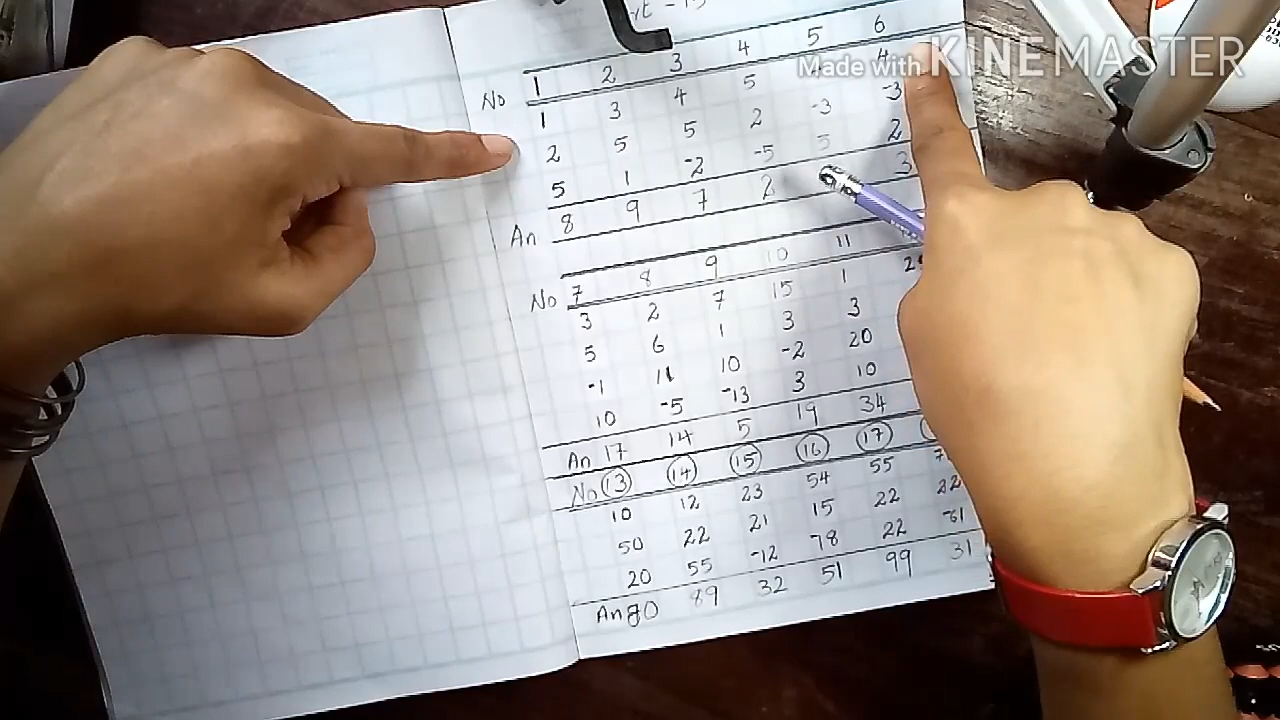 Made with KINEMASTER
No 1 2 3 4 5 6
1 3 4 5 4 4
2 5 5 2 -3 -3
5 1 -2 -5 5 2
An 8 9 7 2 3
No 7 8 9 10 11
3 2 7 15 1
5 6 1 3 3
-1 11 10 -2 20
10 -5 -13 3 10
An 17 14 5 19 34
No 13 14 15 16 17
10 12 23 54 55
50 22 21 15 22 22
20 55 -12 -18 22 -61
An 80 89 32 51 99 31